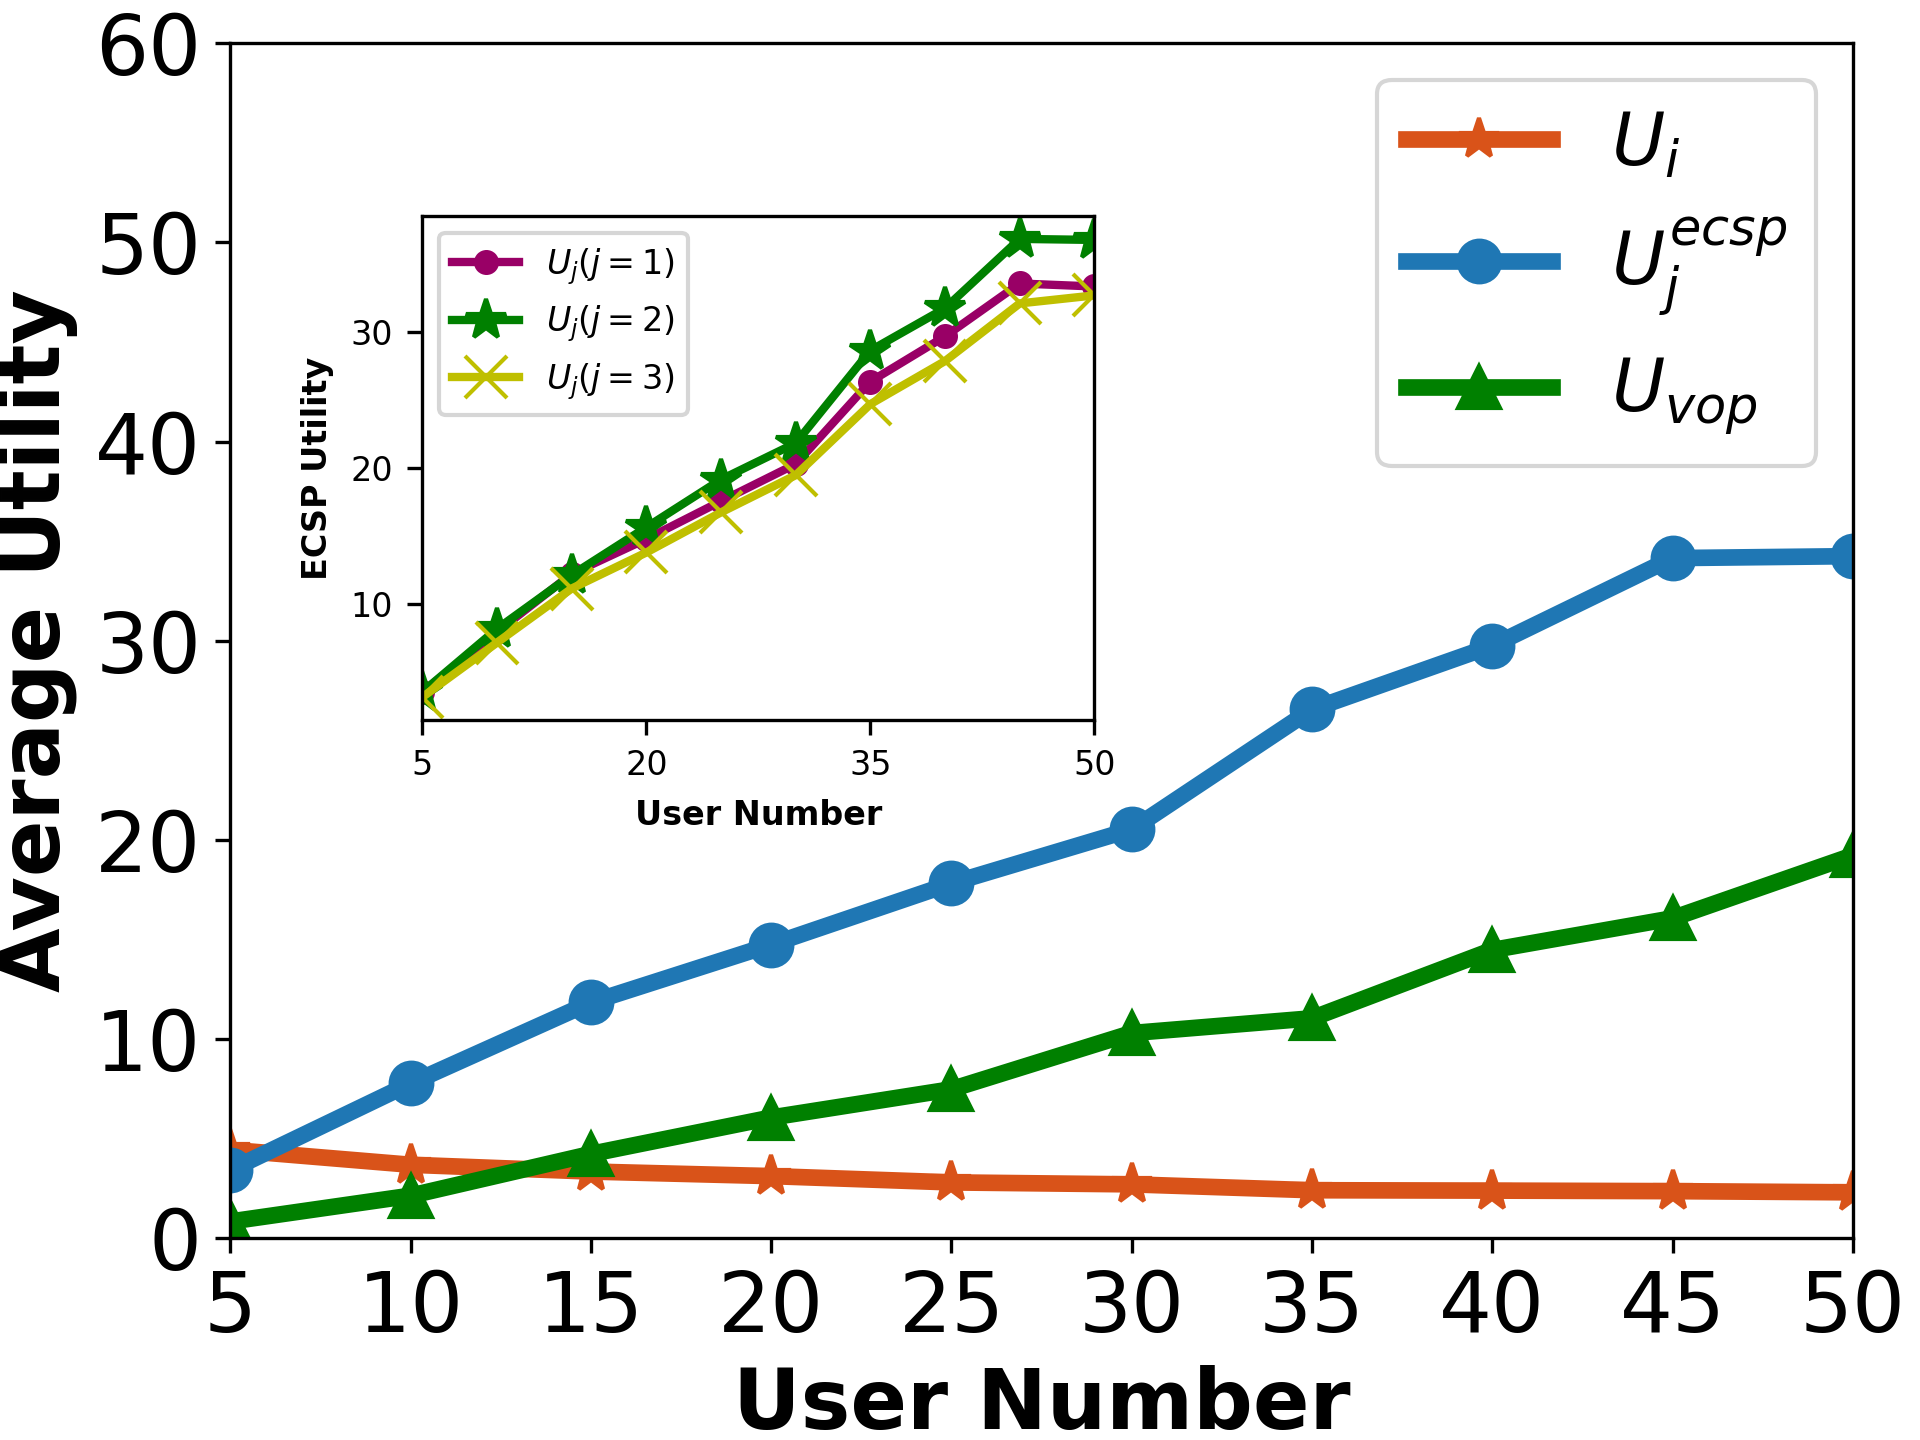 Average Utility
60
50
40
30
20
10
0
5 10 15 20 25 30 35 40 45 50
User Number
U_i
U_j^{ecsp}
U_{vop}
ECSP Utility
30
20
10
5 20 35 50
User Number
U_j(j = 1)
U_j(j = 2)
U_j(j = 3)